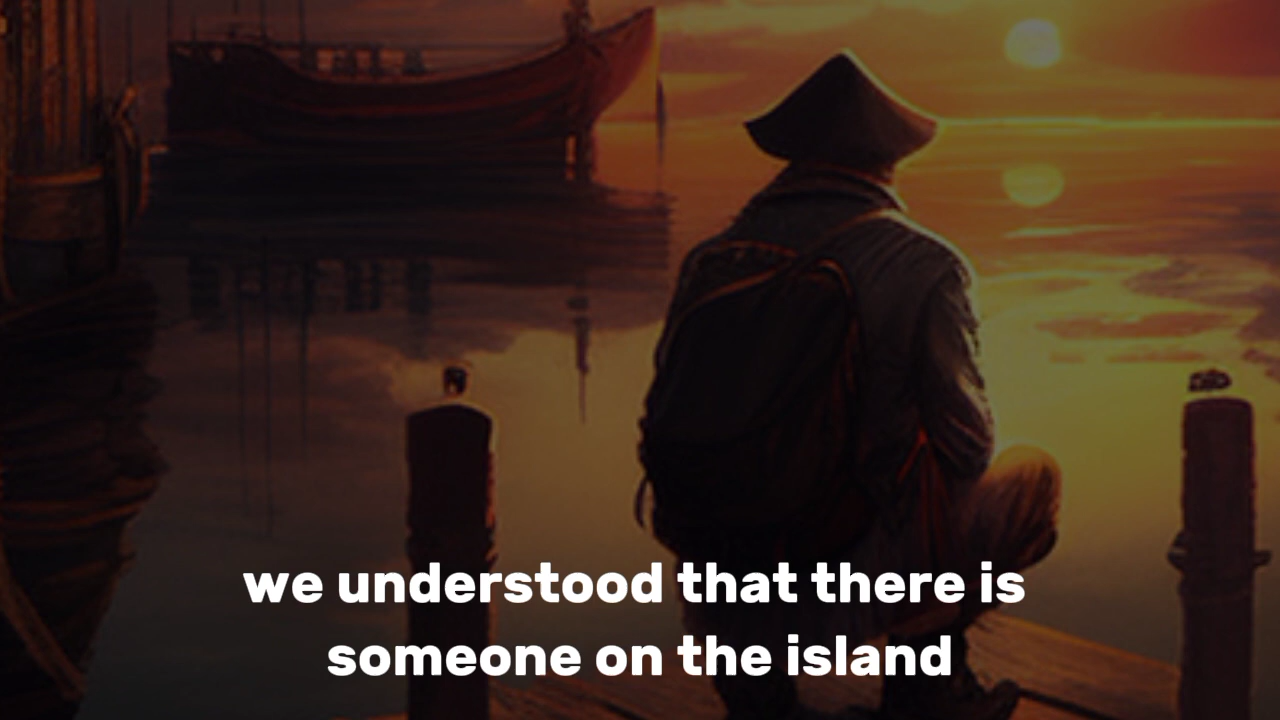 we understood that there is
someone on the island